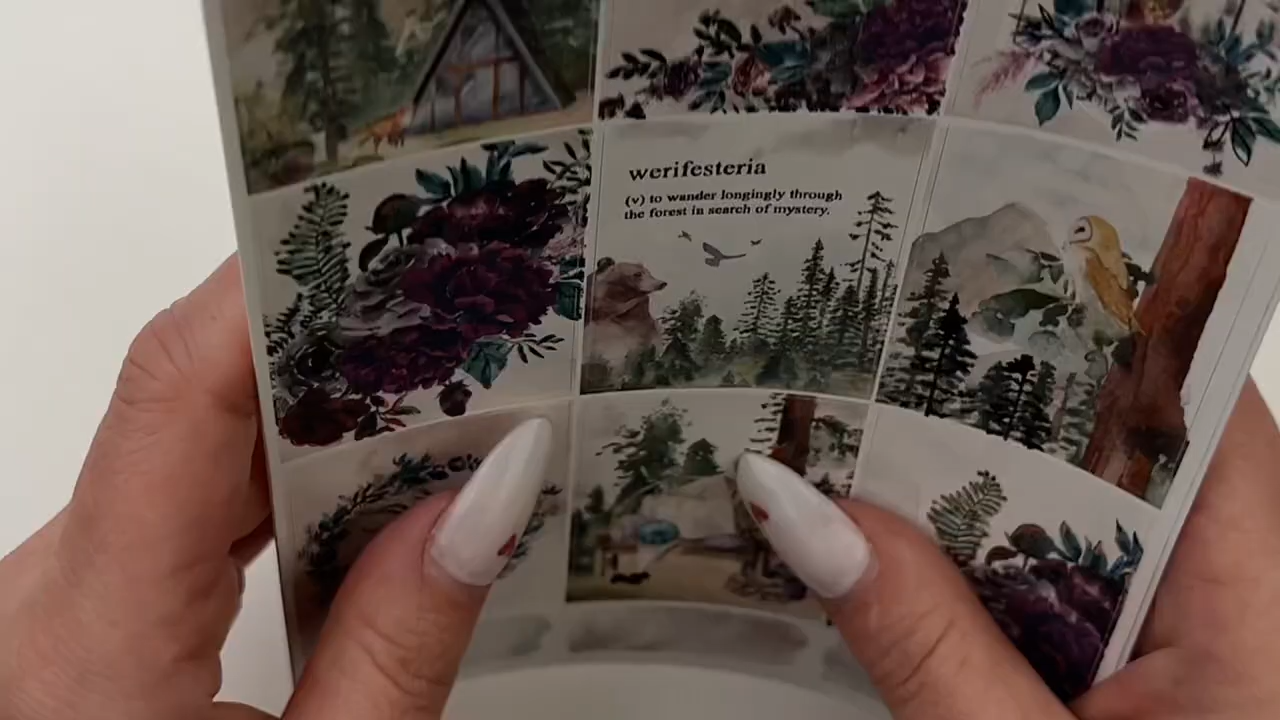 werifesteria
(v) to wander longingly through
the forest in search of mystery.